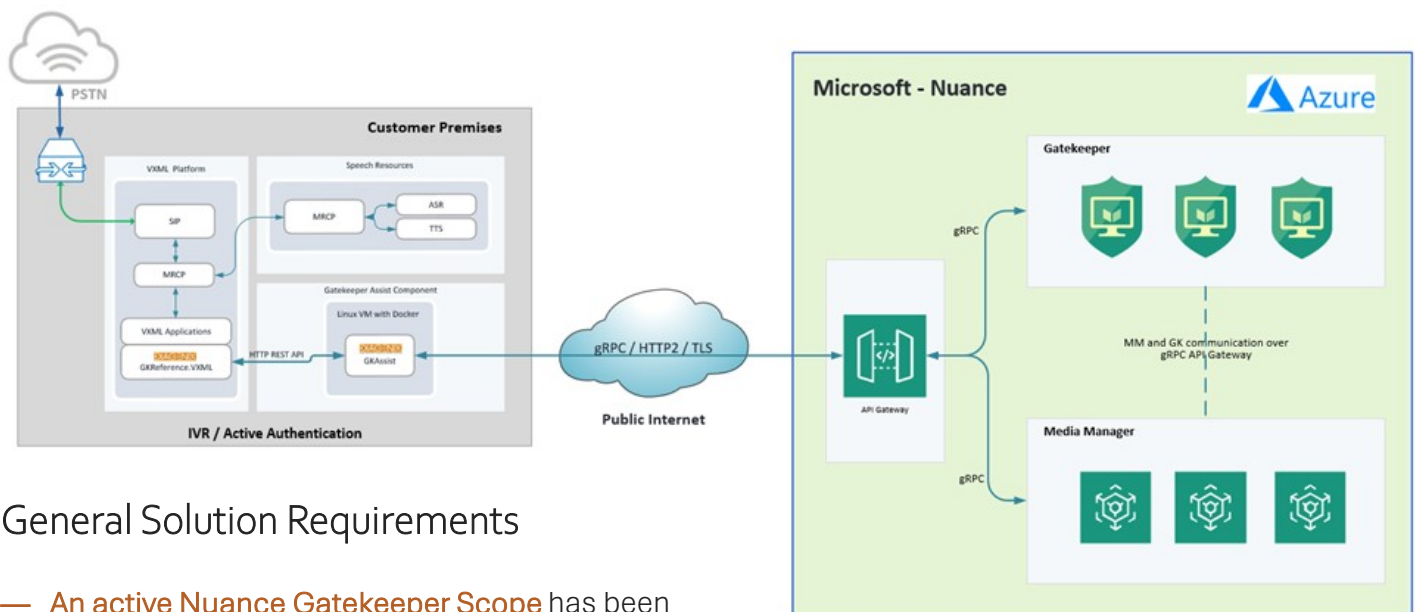 PSTN
Customer Premises
VXML Platform
SIP
MRCP
VXML Applications
GKReference.VXML
Speech Resources
MRCP
ASR
TTS
Gatekeeper Assist Component
Linux VM with Docker
GKAssist
HTTP REST API
IVR / Active Authentication
gRPC / HTTP2 / TLS
Public Internet
Microsoft - Nuance
Azure
API Gateway
gRPC
gRPC
Gatekeeper
MM and GK communication over
gRPC API Gateway
Media Manager
General Solution Requirements
— An active Nuance Gatekeeper Scope has been